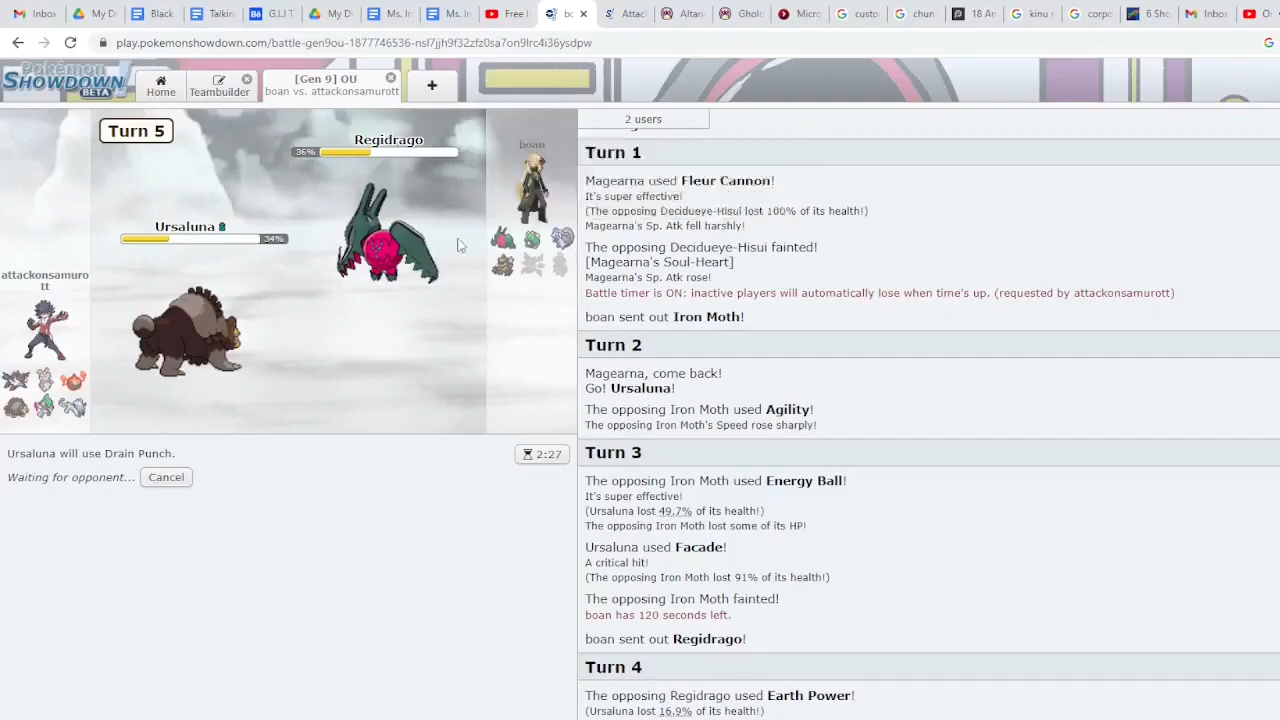 Inbox
My D
Black
Talkin
G.I.J T
My D
Ms. In
Ms. In
Free
bo
Attac
Altar
Ghol
Micro
custo
chun
18 An
kinu
corpo
6 Sho
Inbox
play.pokemonshowdown.com/battle-gen9ou-1877746536-nsl7jjh9f32zfz0sa7on9lrc4i36ysdpw
Pokémon
SHOWDOWN!
BETA
Home
Teambuilder
[Gen 9] OU
boan vs. attackonsamurott
2 users
Turn 5
Regidrago
36%
boan
Ursaluna
34%
attackonsamuro
tt
Ursaluna will use Drain Punch.
2:27
Waiting for opponent...
Cancel
Turn 1
Magearna used Fleur Cannon!
It's super effective!
(The opposing Decidueye-Hisui lost 100% of its health!)
Magearna's Sp. Atk fell harshly!
The opposing Decidueye-Hisui fainted!
[Magearna's Soul-Heart]
Magearna's Sp. Atk rose!
Battle timer is ON: inactive players will automatically lose when time's up. (requested by attackonsamurott)
boan sent out Iron Moth!
Turn 2
Magearna, come back!
Go! Ursaluna!
The opposing Iron Moth used Agility!
The opposing Iron Moth's Speed rose sharply!
Turn 3
The opposing Iron Moth used Energy Ball!
It's super effective!
(Ursaluna lost 49.7% of its health!)
The opposing Iron Moth lost some of its HP!
Ursaluna used Facade!
A critical hit!
(The opposing Iron Moth lost 91% of its health!)
The opposing Iron Moth fainted!
boan has 120 seconds left.
boan sent out Regidrago!
Turn 4
The opposing Regidrago used Earth Power!
(Ursaluna lost 16.9% of its health!)